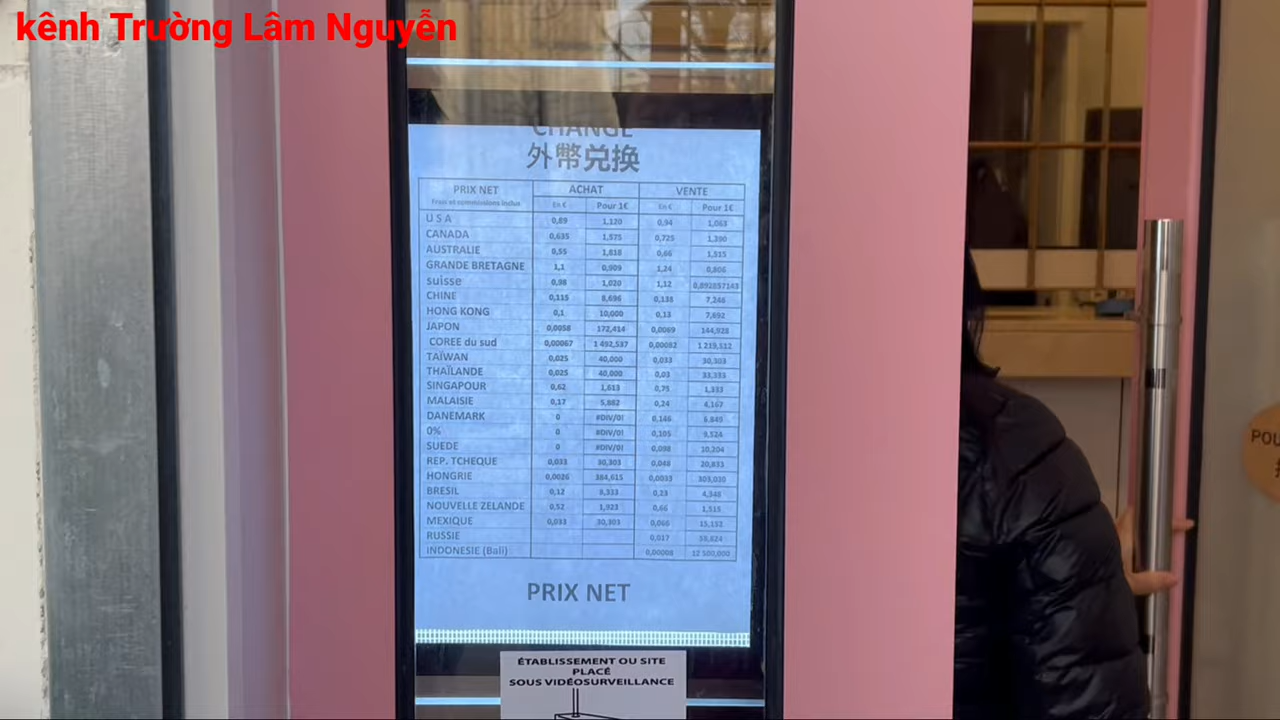 kênh Trường Lâm Nguyễn
CHANGE
外幣兑换
PRIX NET ACHAT VENTE
Frais et commissions inclus En € Pour 1€ En € Pour 1€
U S A 0,89 1,120 0,94 1,063
CANADA 0,635 1,575 0,725 1,390
AUSTRALIE 0,55 1,818 0,66 1,515
GRANDE BRETAGNE 1,1 0,909 1,24 0,806
suisse 0,98 1,020 1,12 0,892857143
CHINE 0,115 8,696 0,138 7,246
HONG KONG 0,1 10,000 0,13 7,692
JAPON 0,0058 172,414 0,0069 144,928
COREE du sud 0,00067 1 492,537 0,00082 1 219,512
TAÏWAN 0,025 40,000 0,033 30,303
THAÏLANDE 0,025 40,000 0,03 33,333
SINGAPOUR 0,62 1,613 0,75 1,333
MALAISIE 0,17 5,882 0,24 4,167
DANEMARK 0 #DIV/0! 0,146 6,849
0% 0 #DIV/0! 0,105 9,524
SUEDE 0 #DIV/0! 0,098 10,204
REP. TCHEQUE 0,033 30,303 0,048 20,833
HONGRIE 0,0026 384,615 0,0033 303,030
BRESIL 0,12 8,333 0,23 4,348
NOUVELLE ZELANDE 0,52 1,923 0,66 1,515
MEXIQUE 0,033 30,303 0,066 15,152
RUSSIE 0,017 58,824
INDONESIE (Bali) 0,00008 12 500,000
PRIX NET
ÉTABLISSEMENT OU SITE
PLACÉ
SOUS VIDÉOSURVEILLANCE
POU